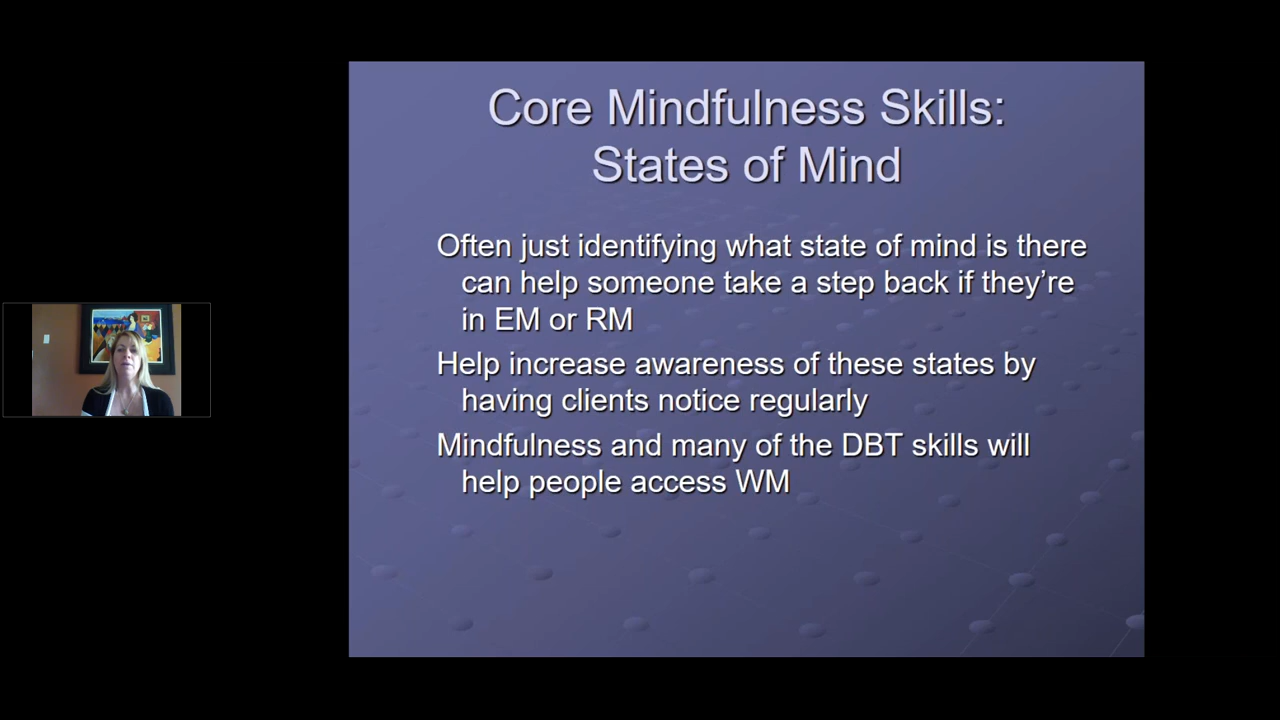 Core Mindfulness Skills:
States of Mind
Often just identifying what state of mind is there
can help someone take a step back if they’re
in EM or RM
Help increase awareness of these states by
having clients notice regularly
Mindfulness and many of the DBT skills will
help people access WM